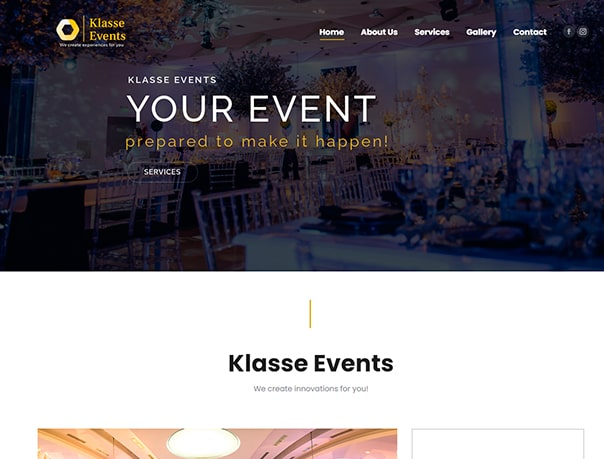 Klasse
Events
We create experiences for you
Home About Us Services Gallery Contact
KLASSE EVENTS
YOUR EVENT
prepared to make it happen!
SERVICES
Klasse Events
We create innovations for you!